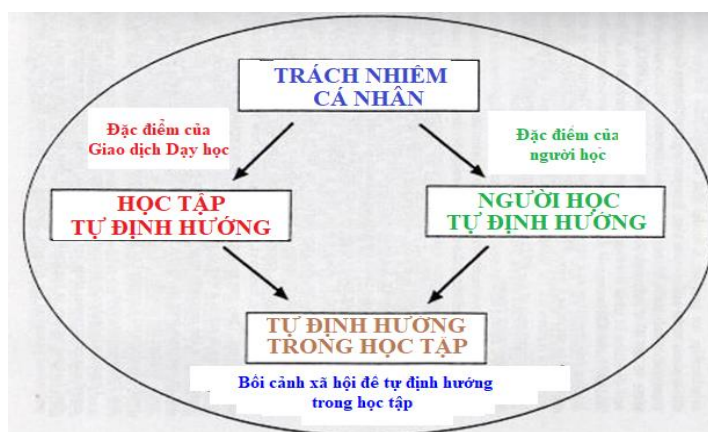 TRÁCH NHIÊM
CÁ NHÂN
Đặc điểm của
Giao dịch Dạy học
Đặc điểm của
người học
HỌC TẬP
TỰ ĐỊNH HƯỚNG
NGƯỜI HỌC
TỰ ĐỊNH HƯỚNG
TỰ ĐỊNH HƯỚNG
TRONG HỌC TẬP
Bối cảnh xã hội để tự định hướng
trong học tập